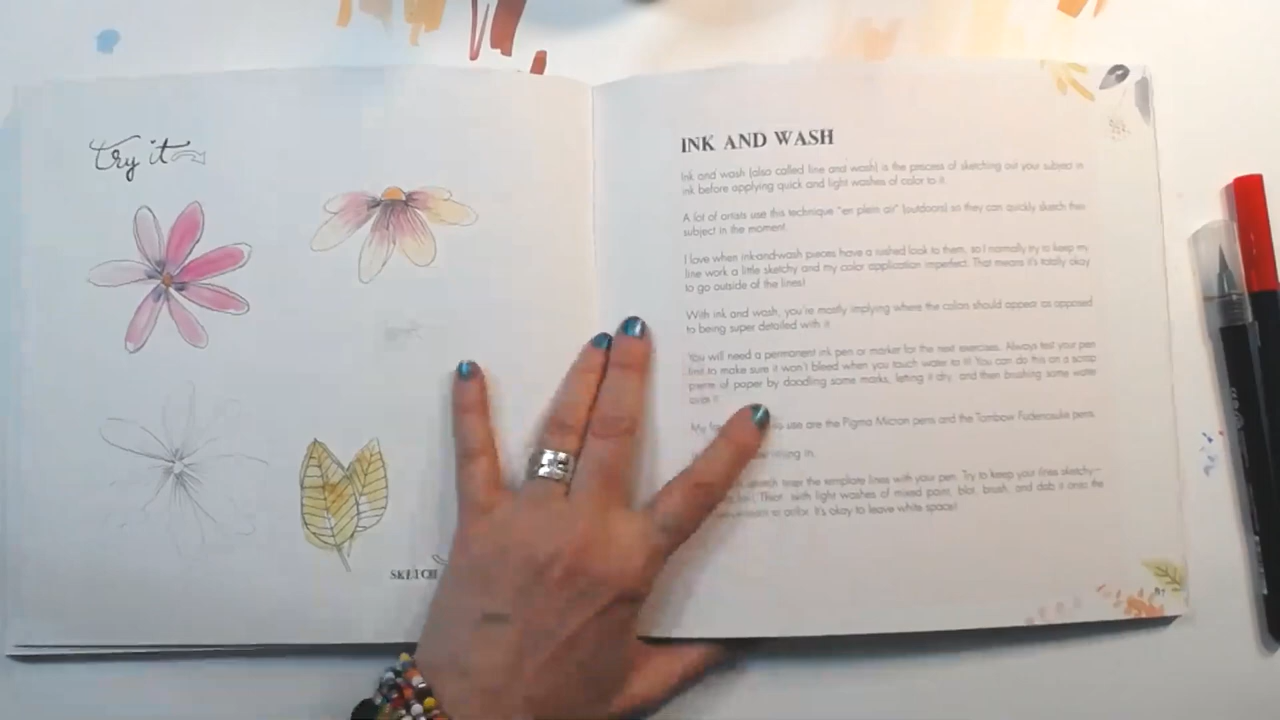 Try it
SKETCH
INK AND WASH
Ink and wash (also called line and wash) is the process of sketching out your subject in
ink before applying quick and light washes of color to it.
A lot of artists use this technique "en plein air" (outdoors) so they can quickly sketch their
subject in the moment.
I love when ink-and-wash pieces have a rushed look to them, so I normally try to keep my
line work a little sketchy and my color application imperfect. That means it's totally okay
to go outside of the lines!
With ink and wash, you're mostly implying where the colors should appear as opposed
to being super detailed with it.
You will need a permanent ink pen or marker for the next exercises. Always test your pen
first to make sure it won't bleed when you touch water to it! You can do this on a scrap
piece of paper by doodling some marks, letting it dry, and then brushing some water
over it.
My use are the Pigma Micron pens and the Tombow Fudenosuke pens.
in.
the template lines with your pen. Try to keep your lines sketchy—
Then, with light washes of mixed paint, blot, brush, and dab it onto the
to color. It's okay to leave white space!